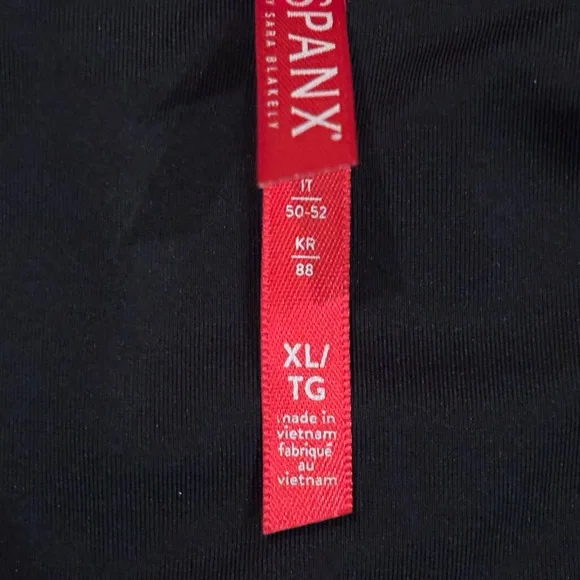 SPANX®
BY SARA BLAKELY
IT
50-52
KR
88
XL/
TG
made in
vietnam
fabriqué
au
vietnam